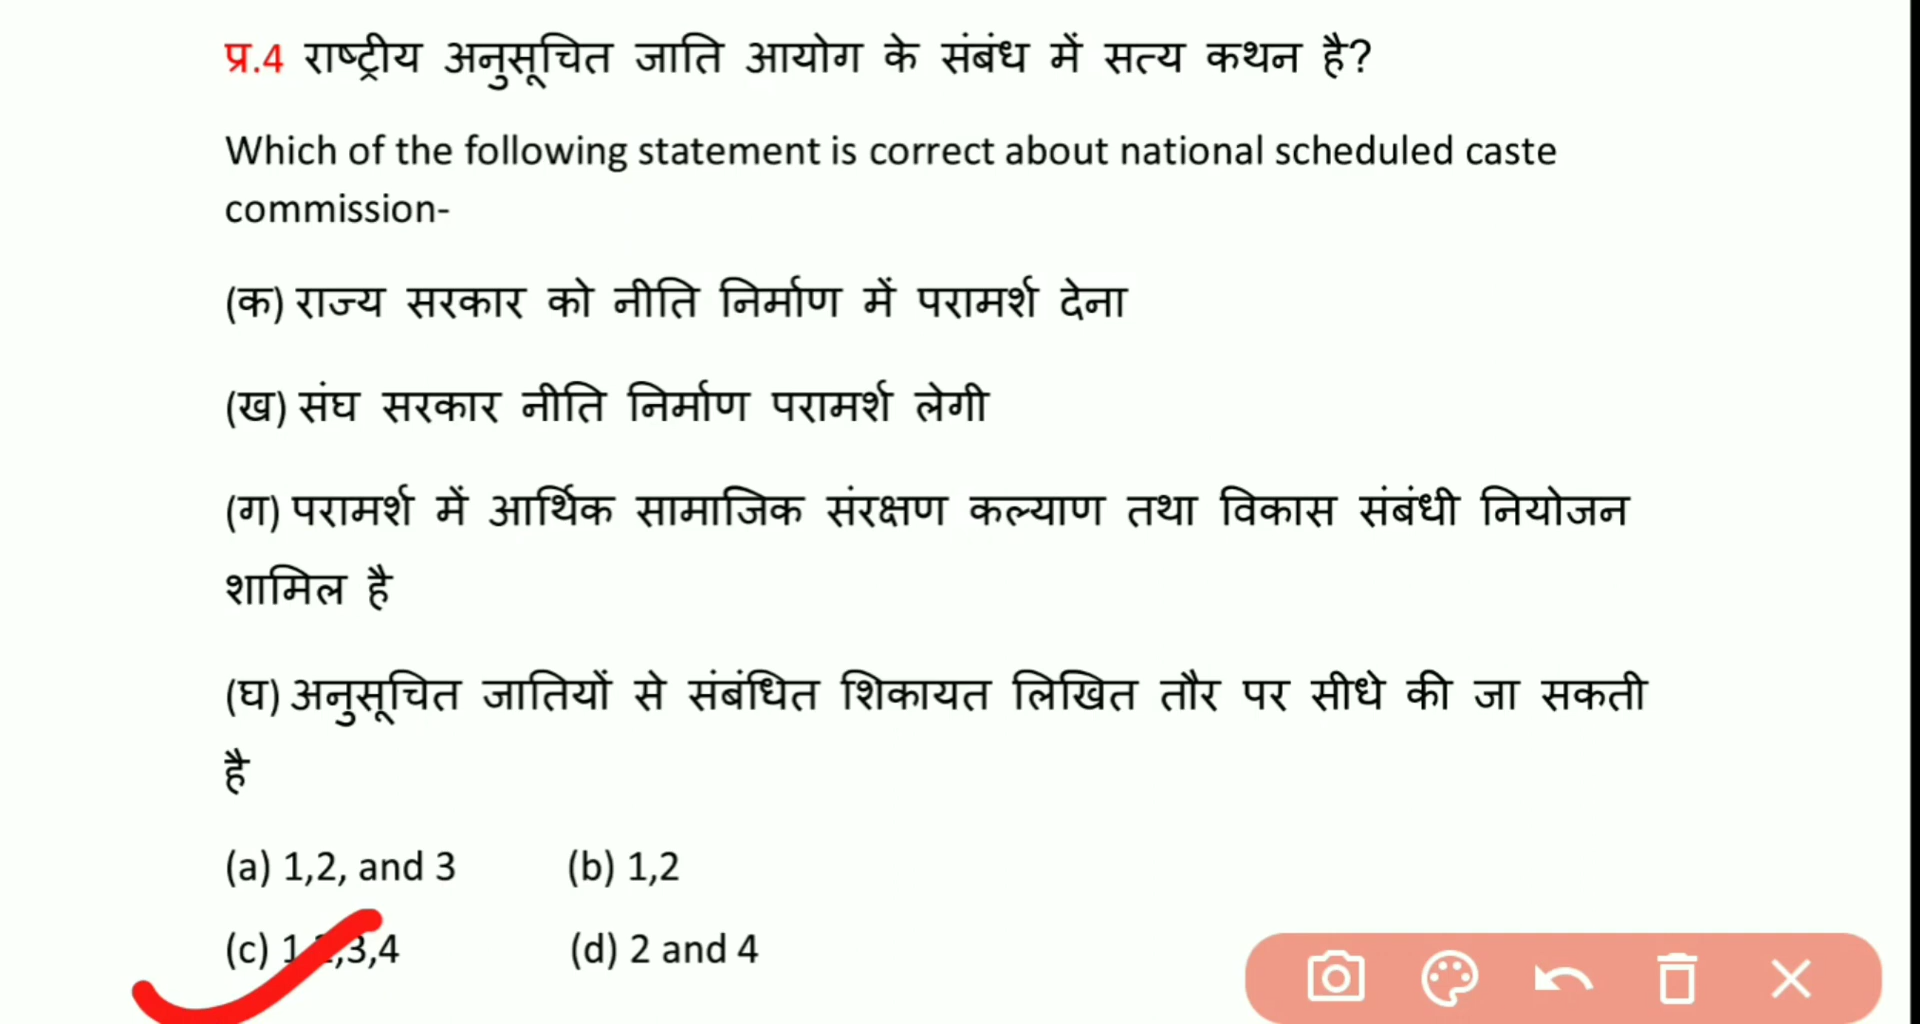 प्र.4 राष्ट्रीय अनुसूचित जाति आयोग के संबंध में सत्य कथन है?
Which of the following statement is correct about national scheduled caste
commission-
(क) राज्य सरकार को नीति निर्माण में परामर्श देना
(ख) संघ सरकार नीति निर्माण परामर्श लेगी
(ग) परामर्श में आर्थिक सामाजिक संरक्षण कल्याण तथा विकास संबंधी नियोजन
शामिल है
(घ) अनुसूचित जातियों से संबंधित शिकायत लिखित तौर पर सीधे की जा सकती
है
(a) 1,2, and 3 (b) 1,2
(c) 1,2,3,4 (d) 2 and 4